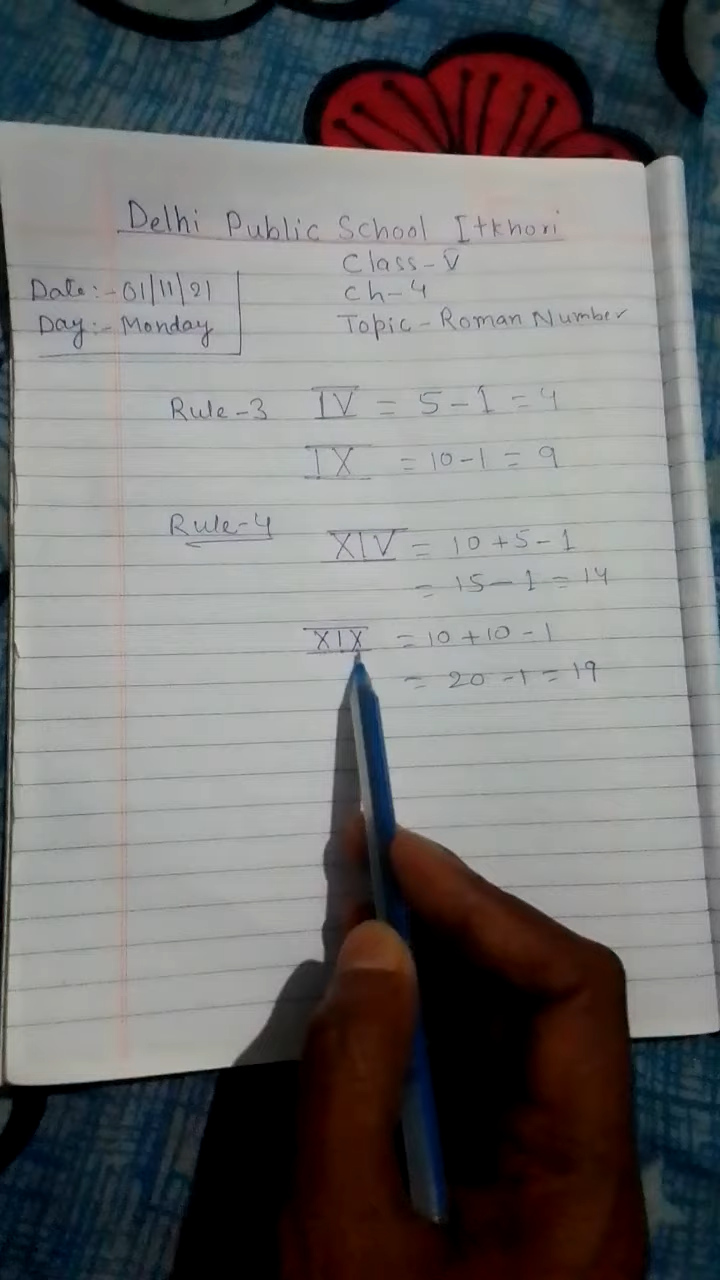 Delhi Public School Itkhori
Class-V
Date:-01/11/21
Ch-4
Day:-Monday
Topic-Roman Number
Rule-3 IV = 5-1=4
IX = 10-1=9
Rule-4
XIV = 10+5-1
= 15-1=14
XIX = 10+10-1
= 20-1=19